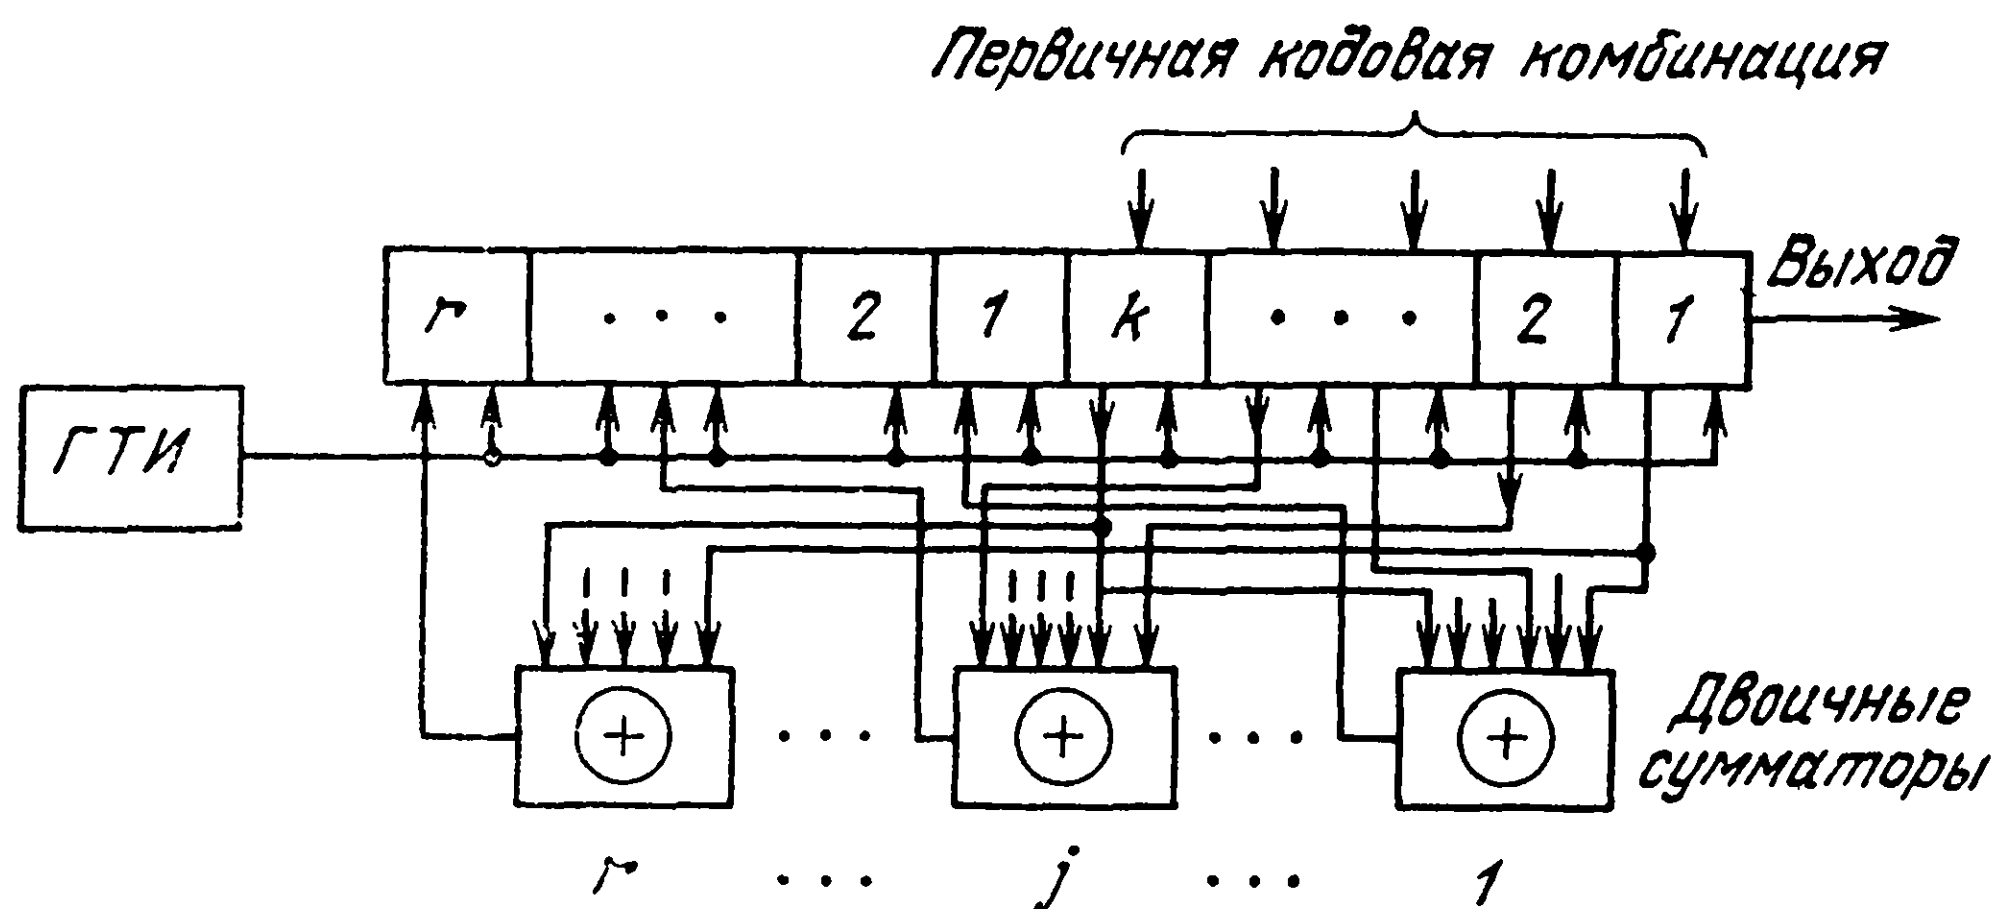 Первичная кодовая комбинация
r . . . 2 1 k . . . 2 1
Выход
ГТИ
+ . . . + . . . +
Двоичные
сумматоры
r . . . j . . . 1